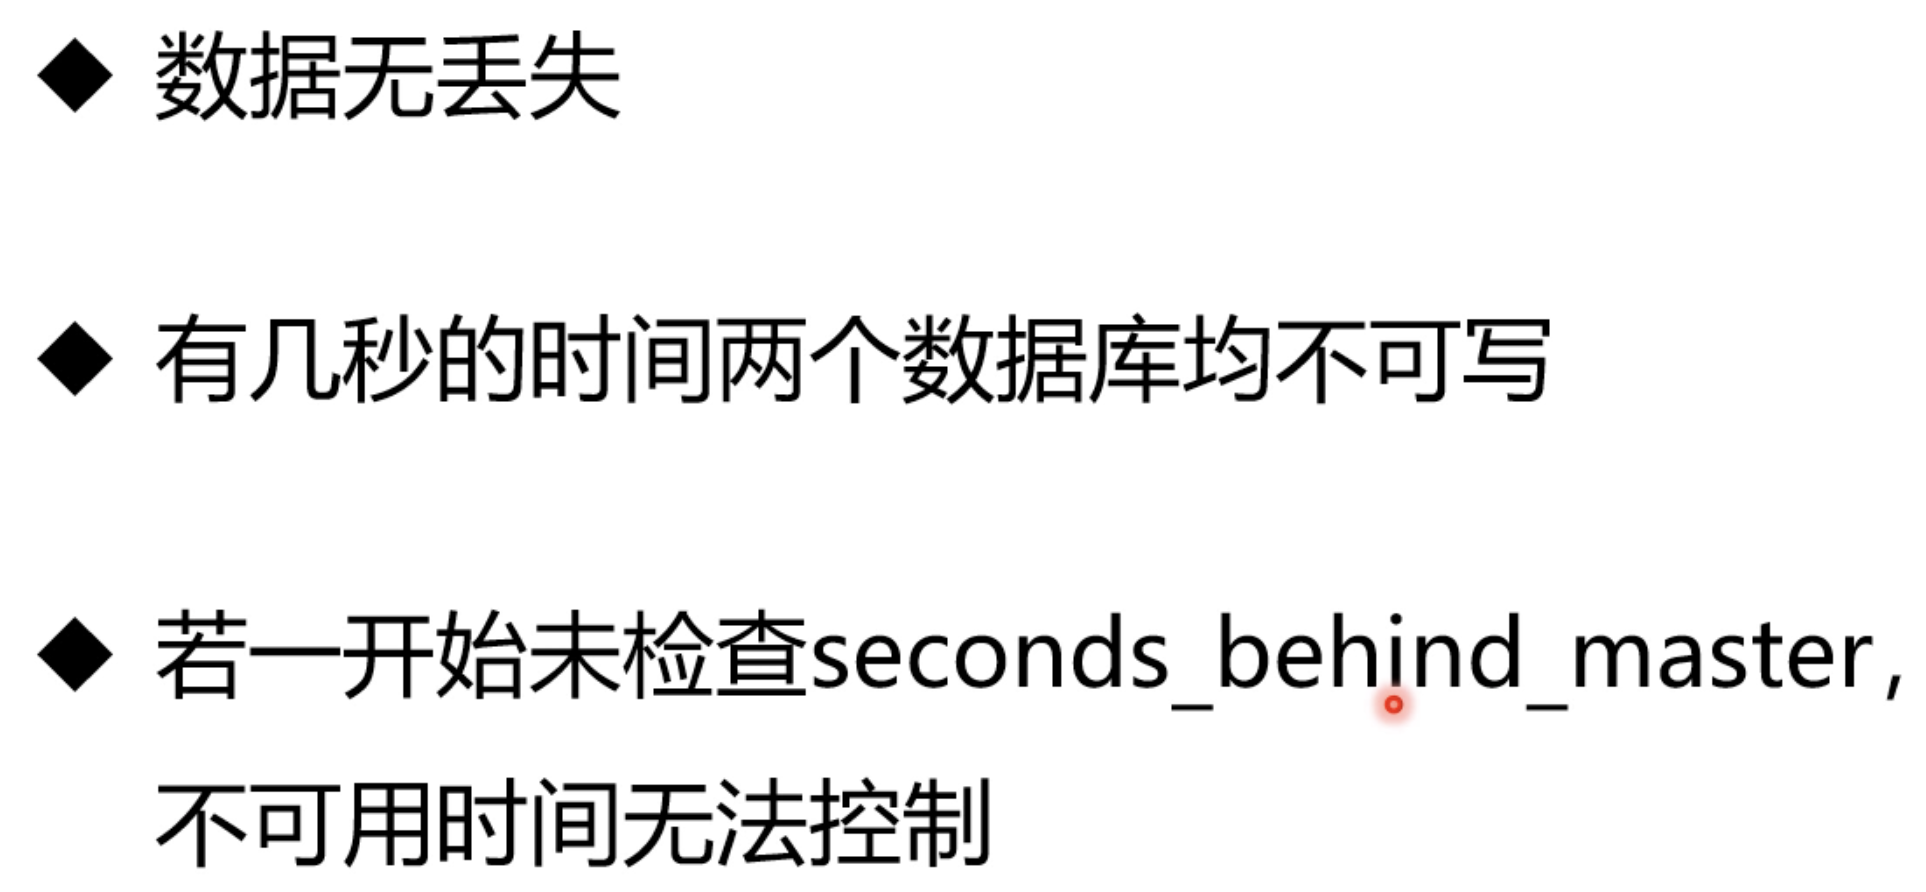 ◆ 数据无丢失
◆ 有几秒的时间两个数据库均不可写
◆ 若一开始未检查seconds_behind_master,
不可用时间无法控制